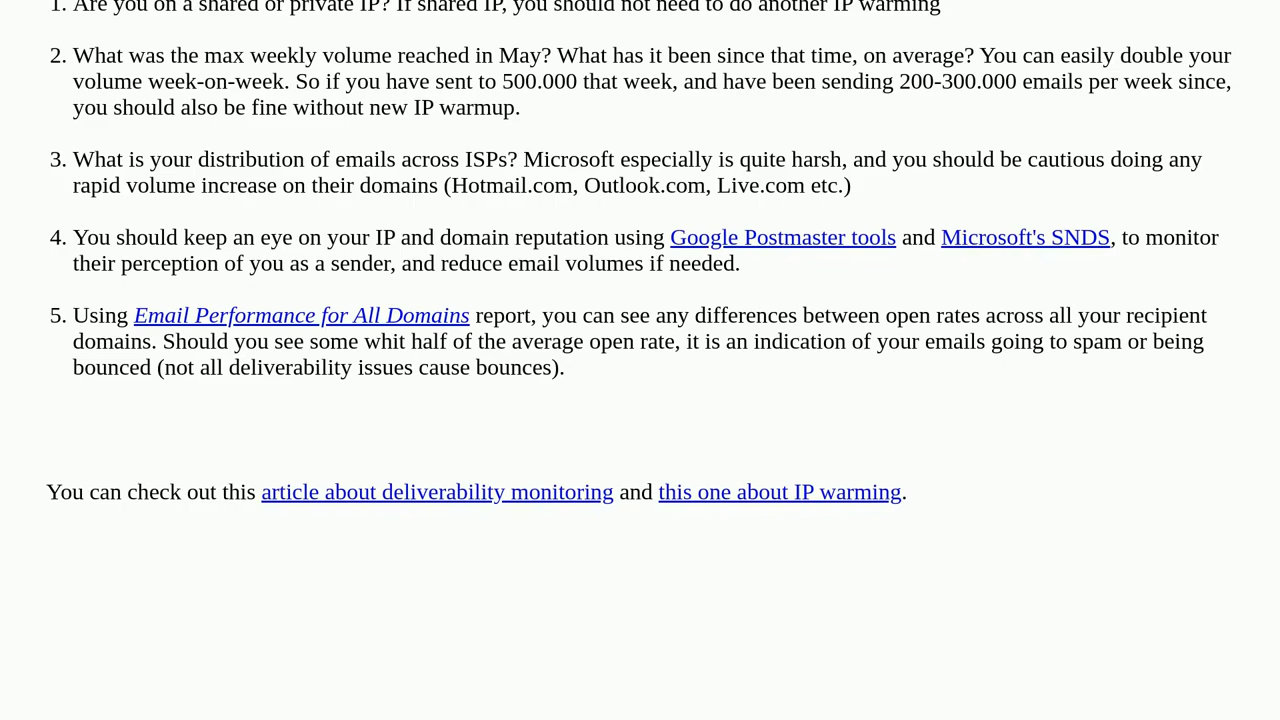 1. Are you on a shared or private IP? If shared IP, you should not need to do another IP warming
2. What was the max weekly volume reached in May? What has it been since that time, on average? You can easily double your
volume week-on-week. So if you have sent to 500.000 that week, and have been sending 200-300.000 emails per week since,
you should also be fine without new IP warmup.
3. What is your distribution of emails across ISPs? Microsoft especially is quite harsh, and you should be cautious doing any
rapid volume increase on their domains (Hotmail.com, Outlook.com, Live.com etc.)
4. You should keep an eye on your IP and domain reputation using Google Postmaster tools and Microsoft's SNDS, to monitor
their perception of you as a sender, and reduce email volumes if needed.
5. Using Email Performance for All Domains report, you can see any differences between open rates across all your recipient
domains. Should you see some whit half of the average open rate, it is an indication of your emails going to spam or being
bounced (not all deliverability issues cause bounces).
You can check out this article about deliverability monitoring and this one about IP warming.